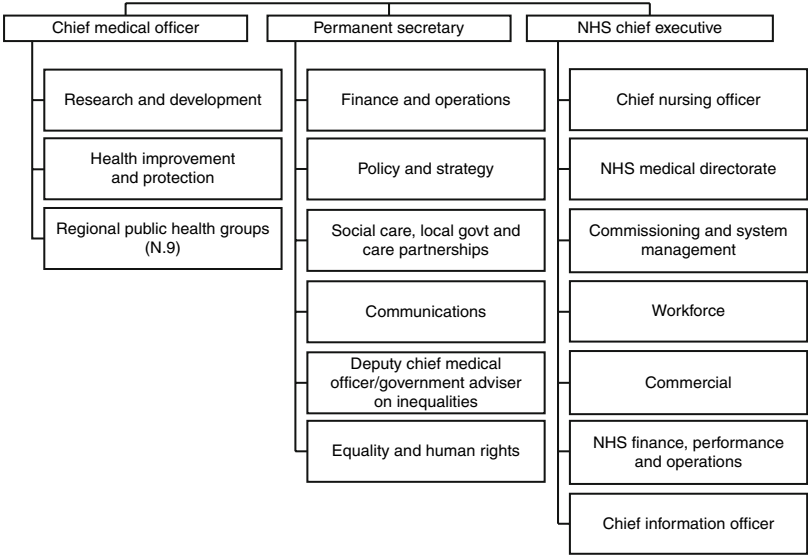 Chief medical officer
Research and development
Health improvement
and protection
Regional public health groups
(N.9)
Permanent secretary
Finance and operations
Policy and strategy
Social care, local govt and
care partnerships
Communications
Deputy chief medical
officer/government adviser
on inequalities
Equality and human rights
NHS chief executive
Chief nursing officer
NHS medical directorate
Commissioning and system
management
Workforce
Commercial
NHS finance, performance
and operations
Chief information officer